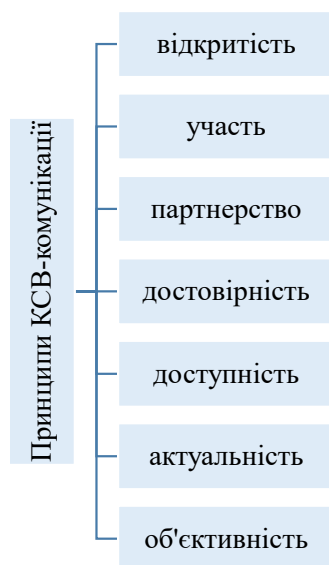 Принципи КСВ-комунікації
відкритість
участь
партнерство
достовірність
доступність
актуальність
об'єктивність